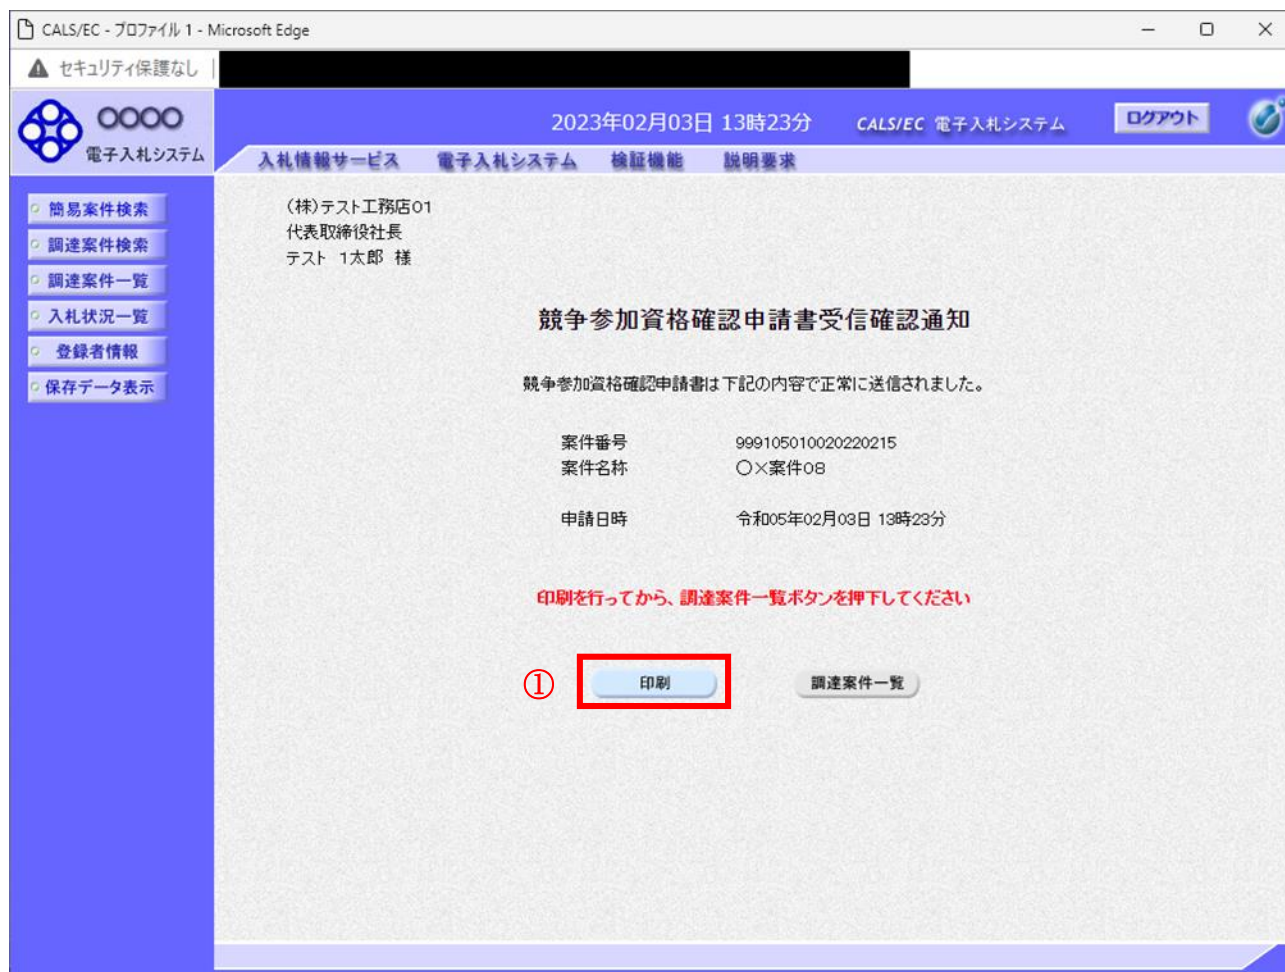 CALS/EC - プロファイル 1 - Microsoft Edge
セキュリティ保護なし
OOOO
電子入札システム
2023年02月03日 13時23分
CALS/EC 電子入札システム
ログアウト
入札情報サービス 電子入札システム 検証機能 説明要求
簡易案件検索
調達案件検索
調達案件一覧
入札状況一覧
登録者情報
保存データ表示
(株)テスト工務店01
代表取締役社長
テスト 1太郎 様
競争参加資格確認申請書受信確認通知
競争参加資格確認申請書は下記の内容で正常に送信されました。
案件番号 999105010020220215
案件名称 〇×案件08
申請日時 令和05年02月03日 13時23分
印刷を行ってから、調達案件一覧ボタンを押下してください
① 印刷 調達案件一覧